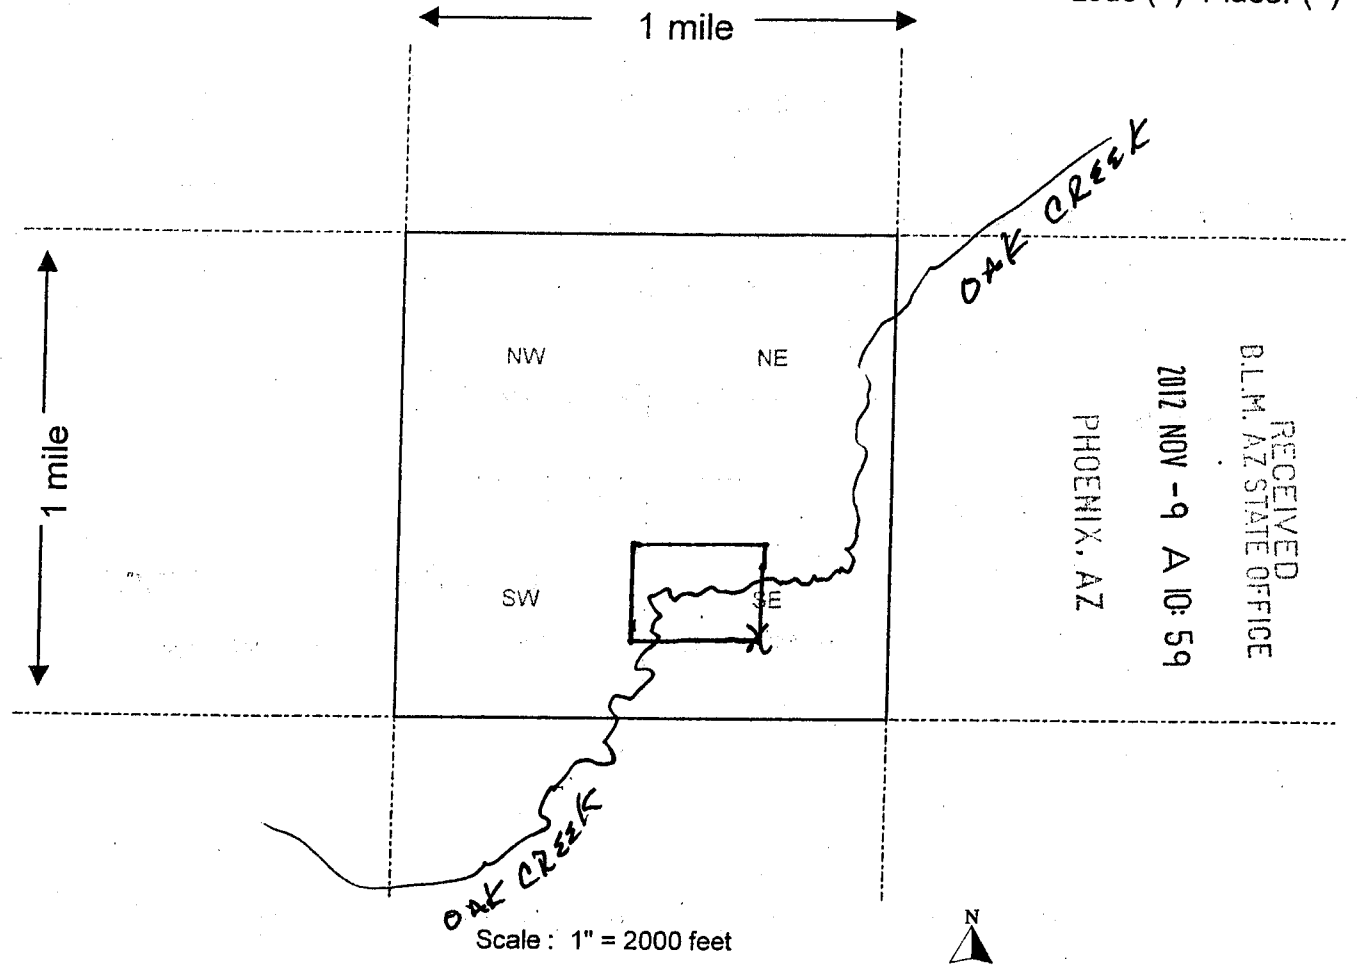 1 mile
OAK CREEK
NW
NE
1 mile
SW
SE
RECEIVED
B.L.M. AZ STATE OFFICE
2012 NOV -9 A 10:59
PHOENIX, AZ
OAK CREEK
Scale : 1" = 2000 feet
N